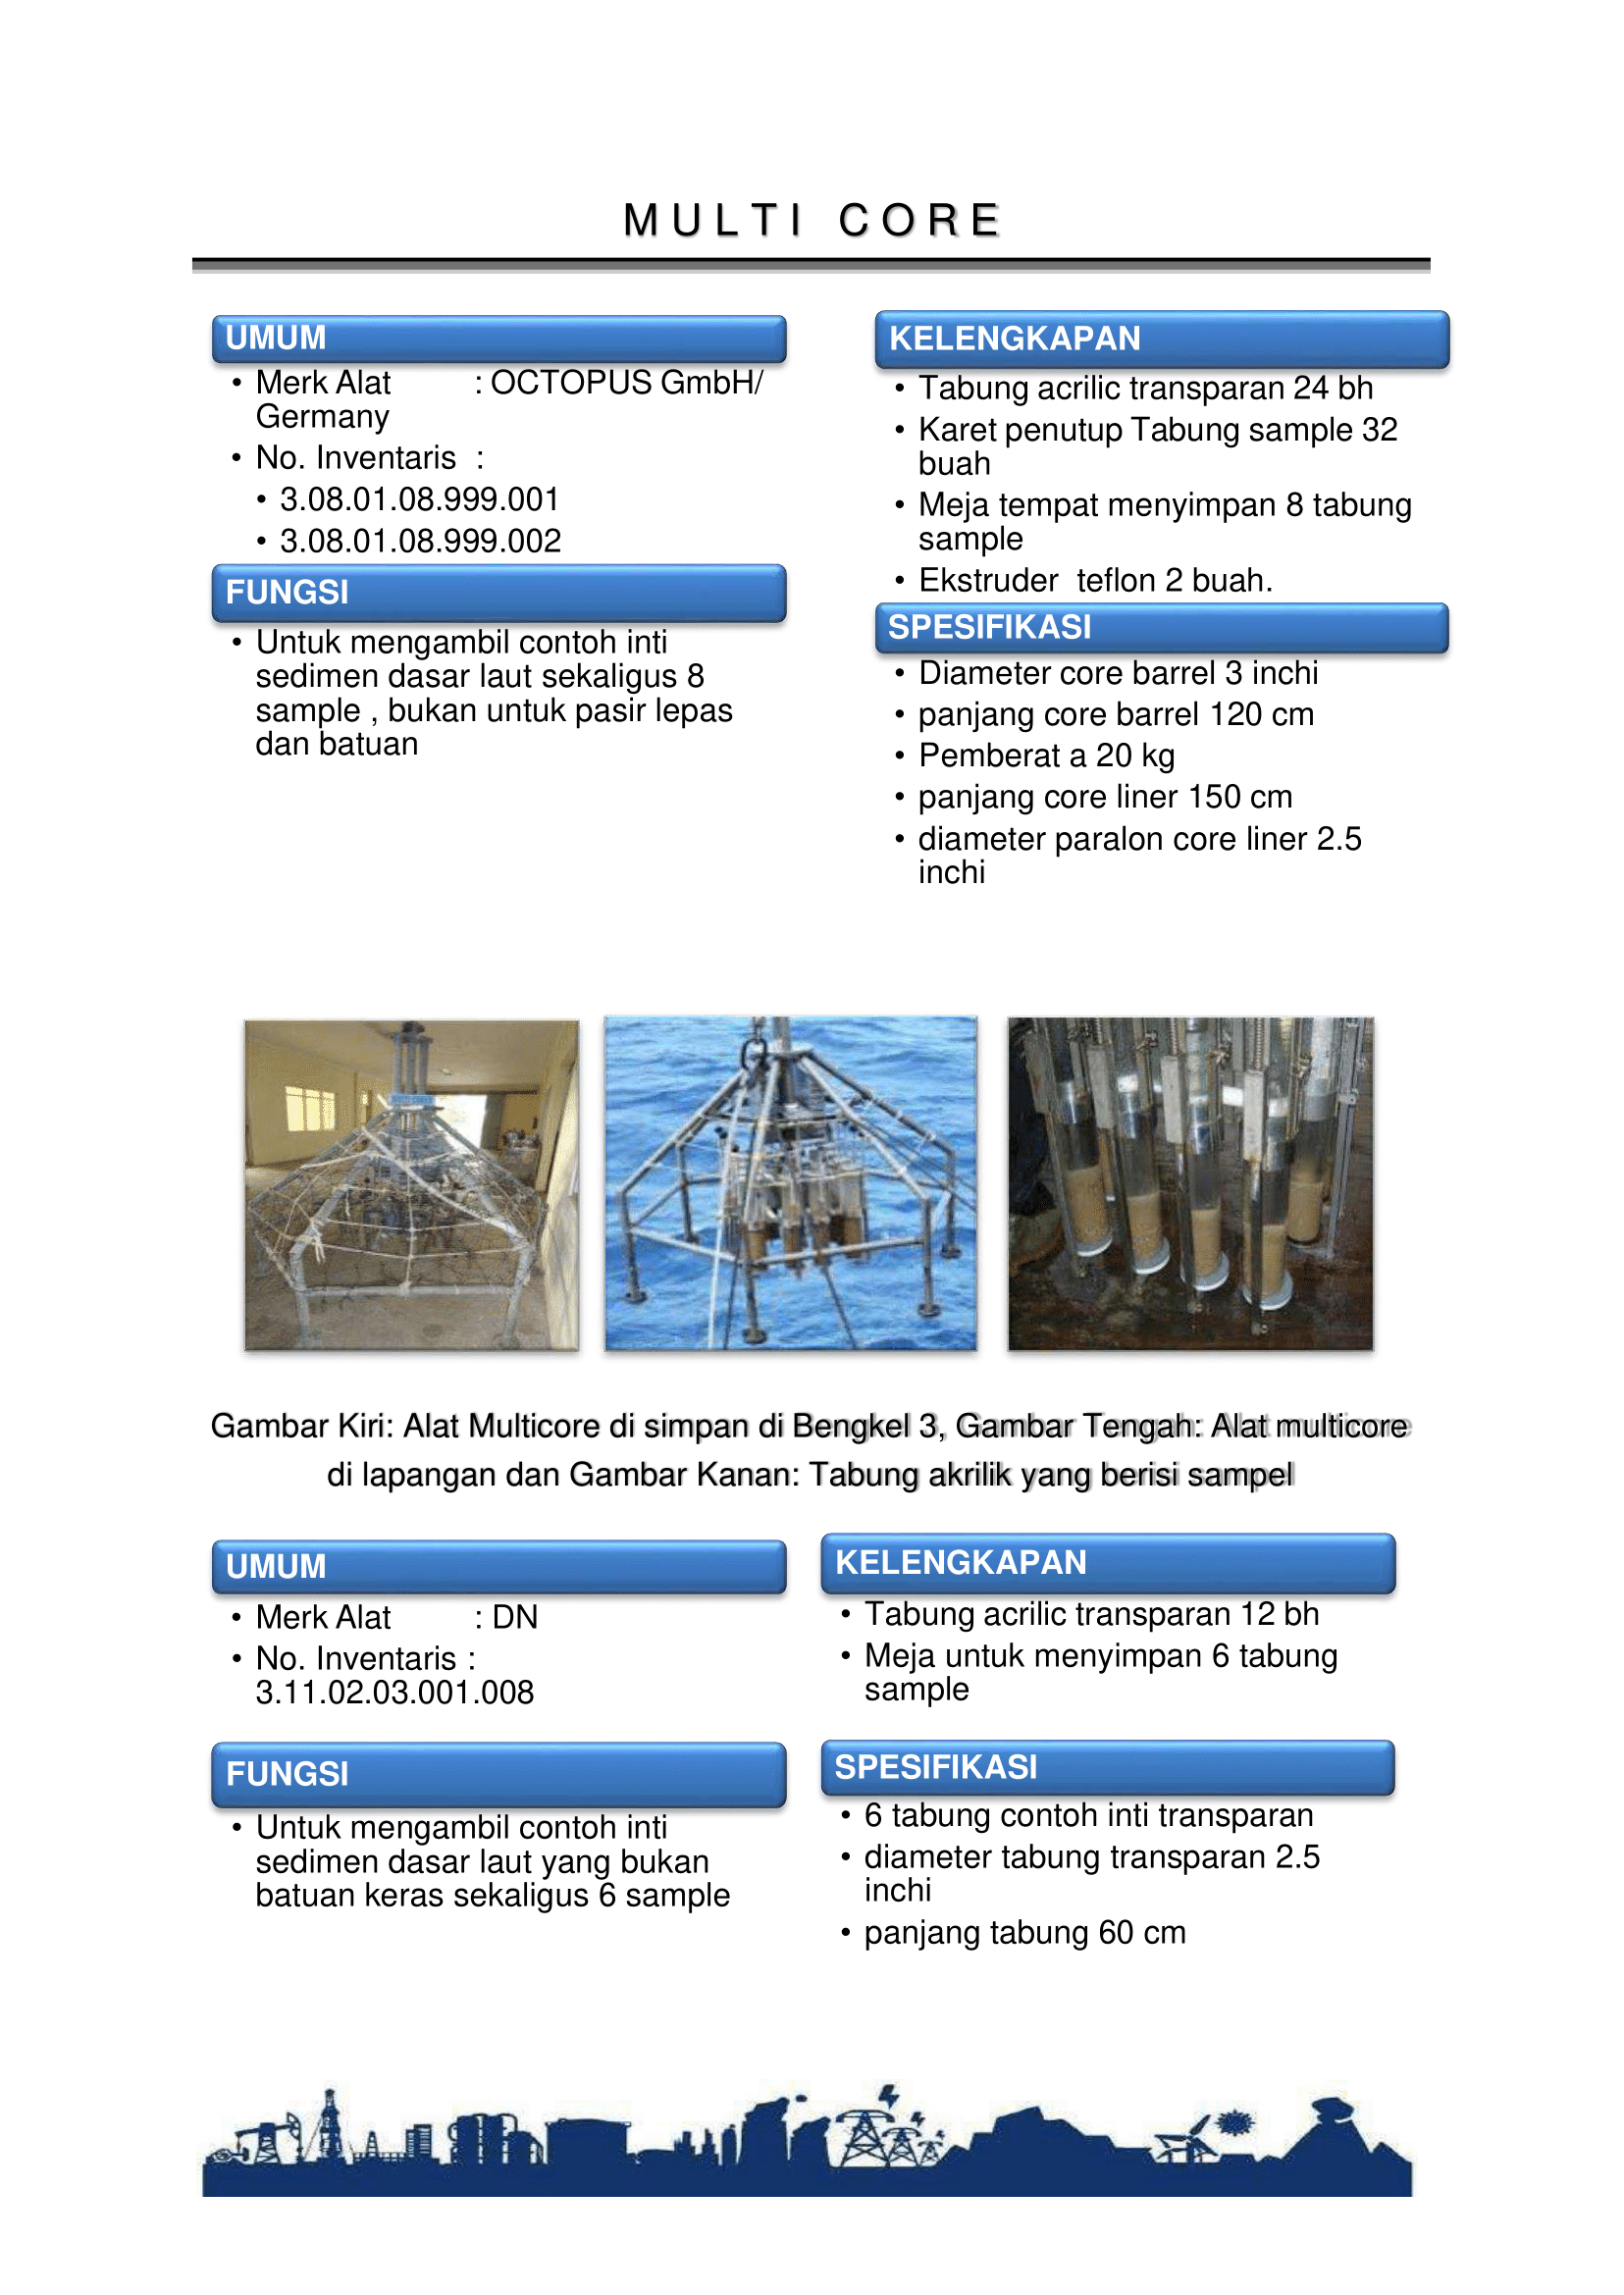 MULTI CORE
UMUM
• Merk Alat : OCTOPUS GmbH/
Germany
• No. Inventaris :
• 3.08.01.08.999.001
• 3.08.01.08.999.002
FUNGSI
• Untuk mengambil contoh inti
sedimen dasar laut sekaligus 8
sample , bukan untuk pasir lepas
dan batuan
KELENGKAPAN
• Tabung acrilic transparan 24 bh
• Karet penutup Tabung sample 32
buah
• Meja tempat menyimpan 8 tabung
sample
• Ekstruder teflon 2 buah.
SPESIFIKASI
• Diameter core barrel 3 inchi
• panjang core barrel 120 cm
• Pemberat a 20 kg
• panjang core liner 150 cm
• diameter paralon core liner 2.5
inchi
Gambar Kiri: Alat Multicore di simpan di Bengkel 3, Gambar Tengah: Alat multicore
di lapangan dan Gambar Kanan: Tabung akrilik yang berisi sampel
UMUM
• Merk Alat : DN
• No. Inventaris :
3.11.02.03.001.008
FUNGSI
• Untuk mengambil contoh inti
sedimen dasar laut yang bukan
batuan keras sekaligus 6 sample
KELENGKAPAN
• Tabung acrilic transparan 12 bh
• Meja untuk menyimpan 6 tabung
sample
SPESIFIKASI
• 6 tabung contoh inti transparan
• diameter tabung transparan 2.5
inchi
• panjang tabung 60 cm